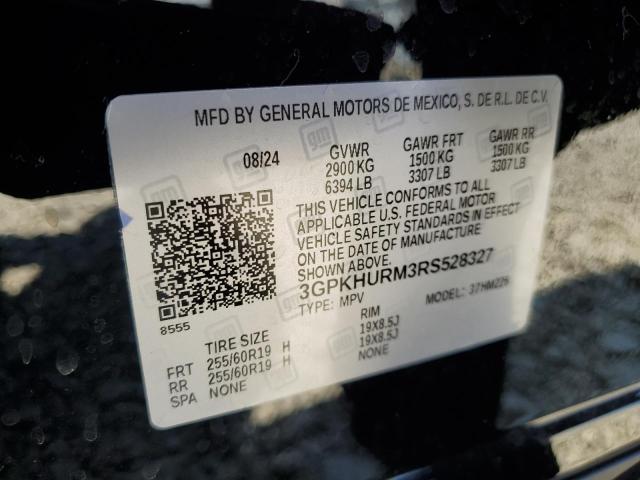 MFD BY GENERAL MOTORS DE MEXICO, S. DE R.L. DE C.V.
08/24 GVWR GAWR FRT GAWR RR
2900 KG 1500 KG 1500 KG
6394 LB 3307 LB 3307 LB
THIS VEHICLE CONFORMS TO ALL
APPLICABLE U.S. FEDERAL MOTOR
VEHICLE SAFETY STANDARDS IN EFFECT
ON THE DATE OF MANUFACTURE
SHOWN ABOVE.
3GPKHURM3RS528327
TYPE: MPV MODEL: 37HM226
8555
TIRE SIZE RIM
FRT 255/60R19 H 19X8.5J
RR 255/60R19 H 19X8.5J
SPA NONE NONE